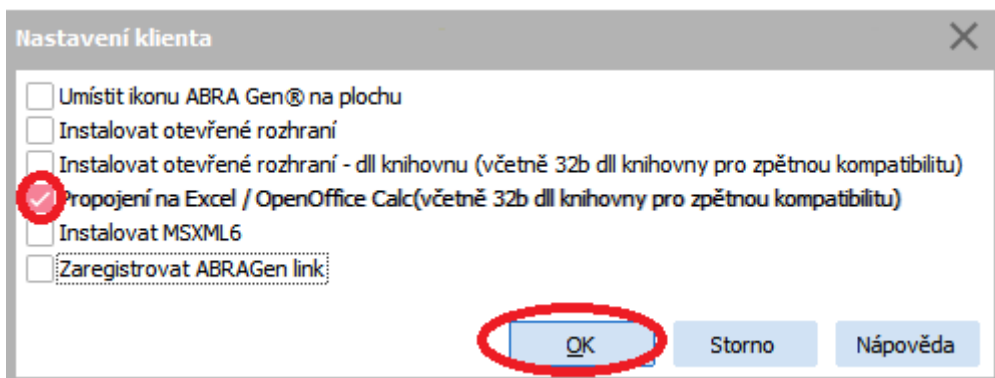 Nastavení klienta
Umístit ikonu ABRA Gen® na plochu
Instalovat otevřené rozhraní
Instalovat otevřené rozhraní - dll knihovnu (včetně 32b dll knihovny pro zpětnou kompatibilitu)
Propojení na Excel / OpenOffice Calc(včetně 32b dll knihovny pro zpětnou kompatibilitu)
Instalovat MSXML6
Zaregistrovat ABRAGen link
OK Storno Nápověda